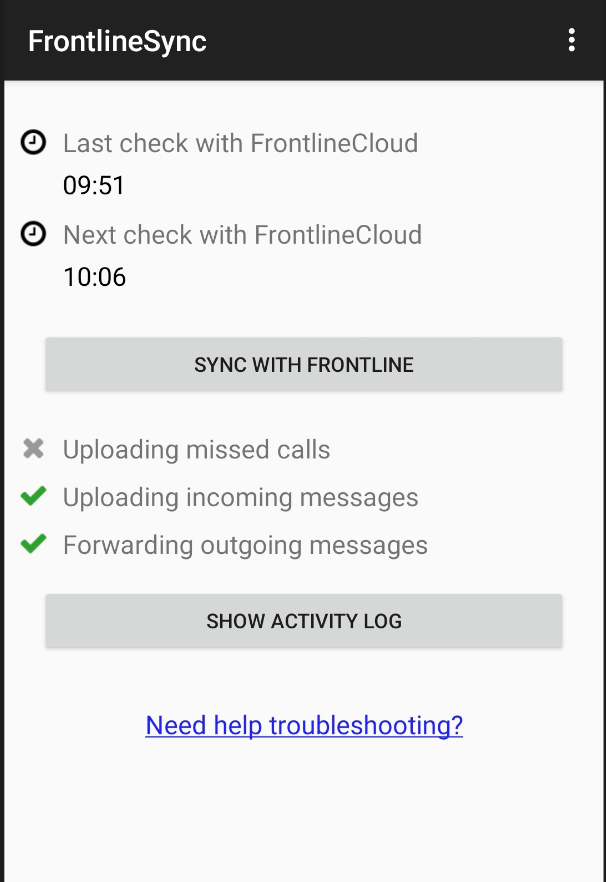 FrontlineSync
Last check with FrontlineCloud
09:51
Next check with FrontlineCloud
10:06
SYNC WITH FRONTLINE
Uploading missed calls
Uploading incoming messages
Forwarding outgoing messages
SHOW ACTIVITY LOG
Need help troubleshooting?